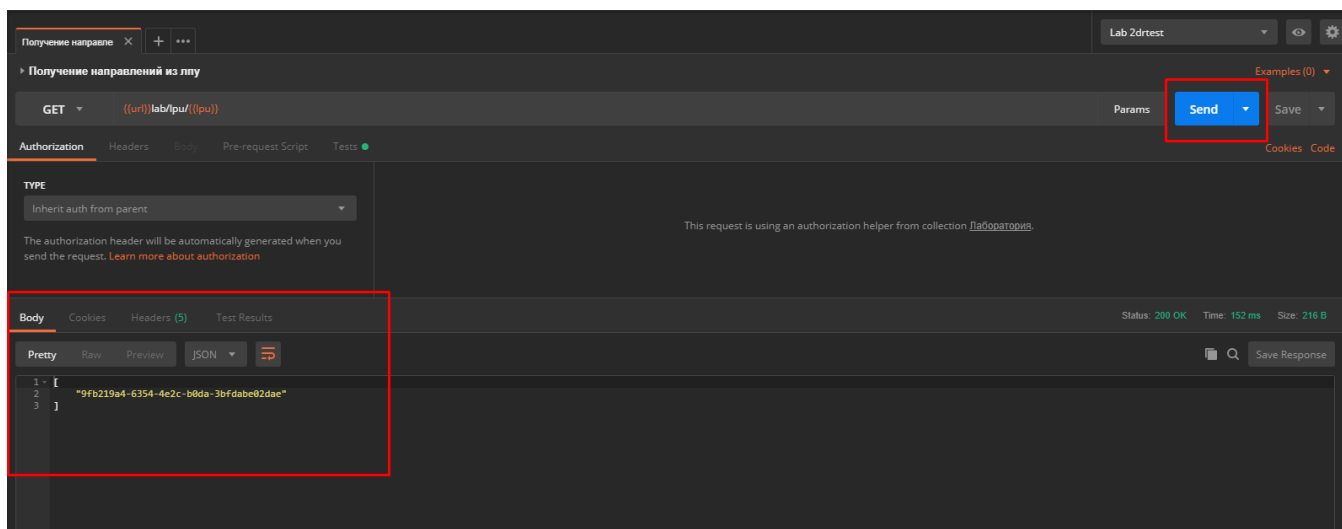 Получение направле × + •••
Lab 2drtest
Получение направлений из лпу
Examples (0)
GET {{url}}lab/lpu/{{lpu}}
Params Send Save
Authorization Headers Body Pre-request Script Tests
Cookies Code
TYPE
Inherit auth from parent
The authorization header will be automatically generated when you
send the request. Learn more about authorization
This request is using an authorization helper from collection Лаборатория.
Body Cookies Headers (5) Test Results
Status: 200 OK Time: 152 ms Size: 216 B
Pretty Raw Preview JSON
Save Response
1 [
2 "9fb219a4-6354-4e2c-b0da-3bfdabe02dae"
3 ]